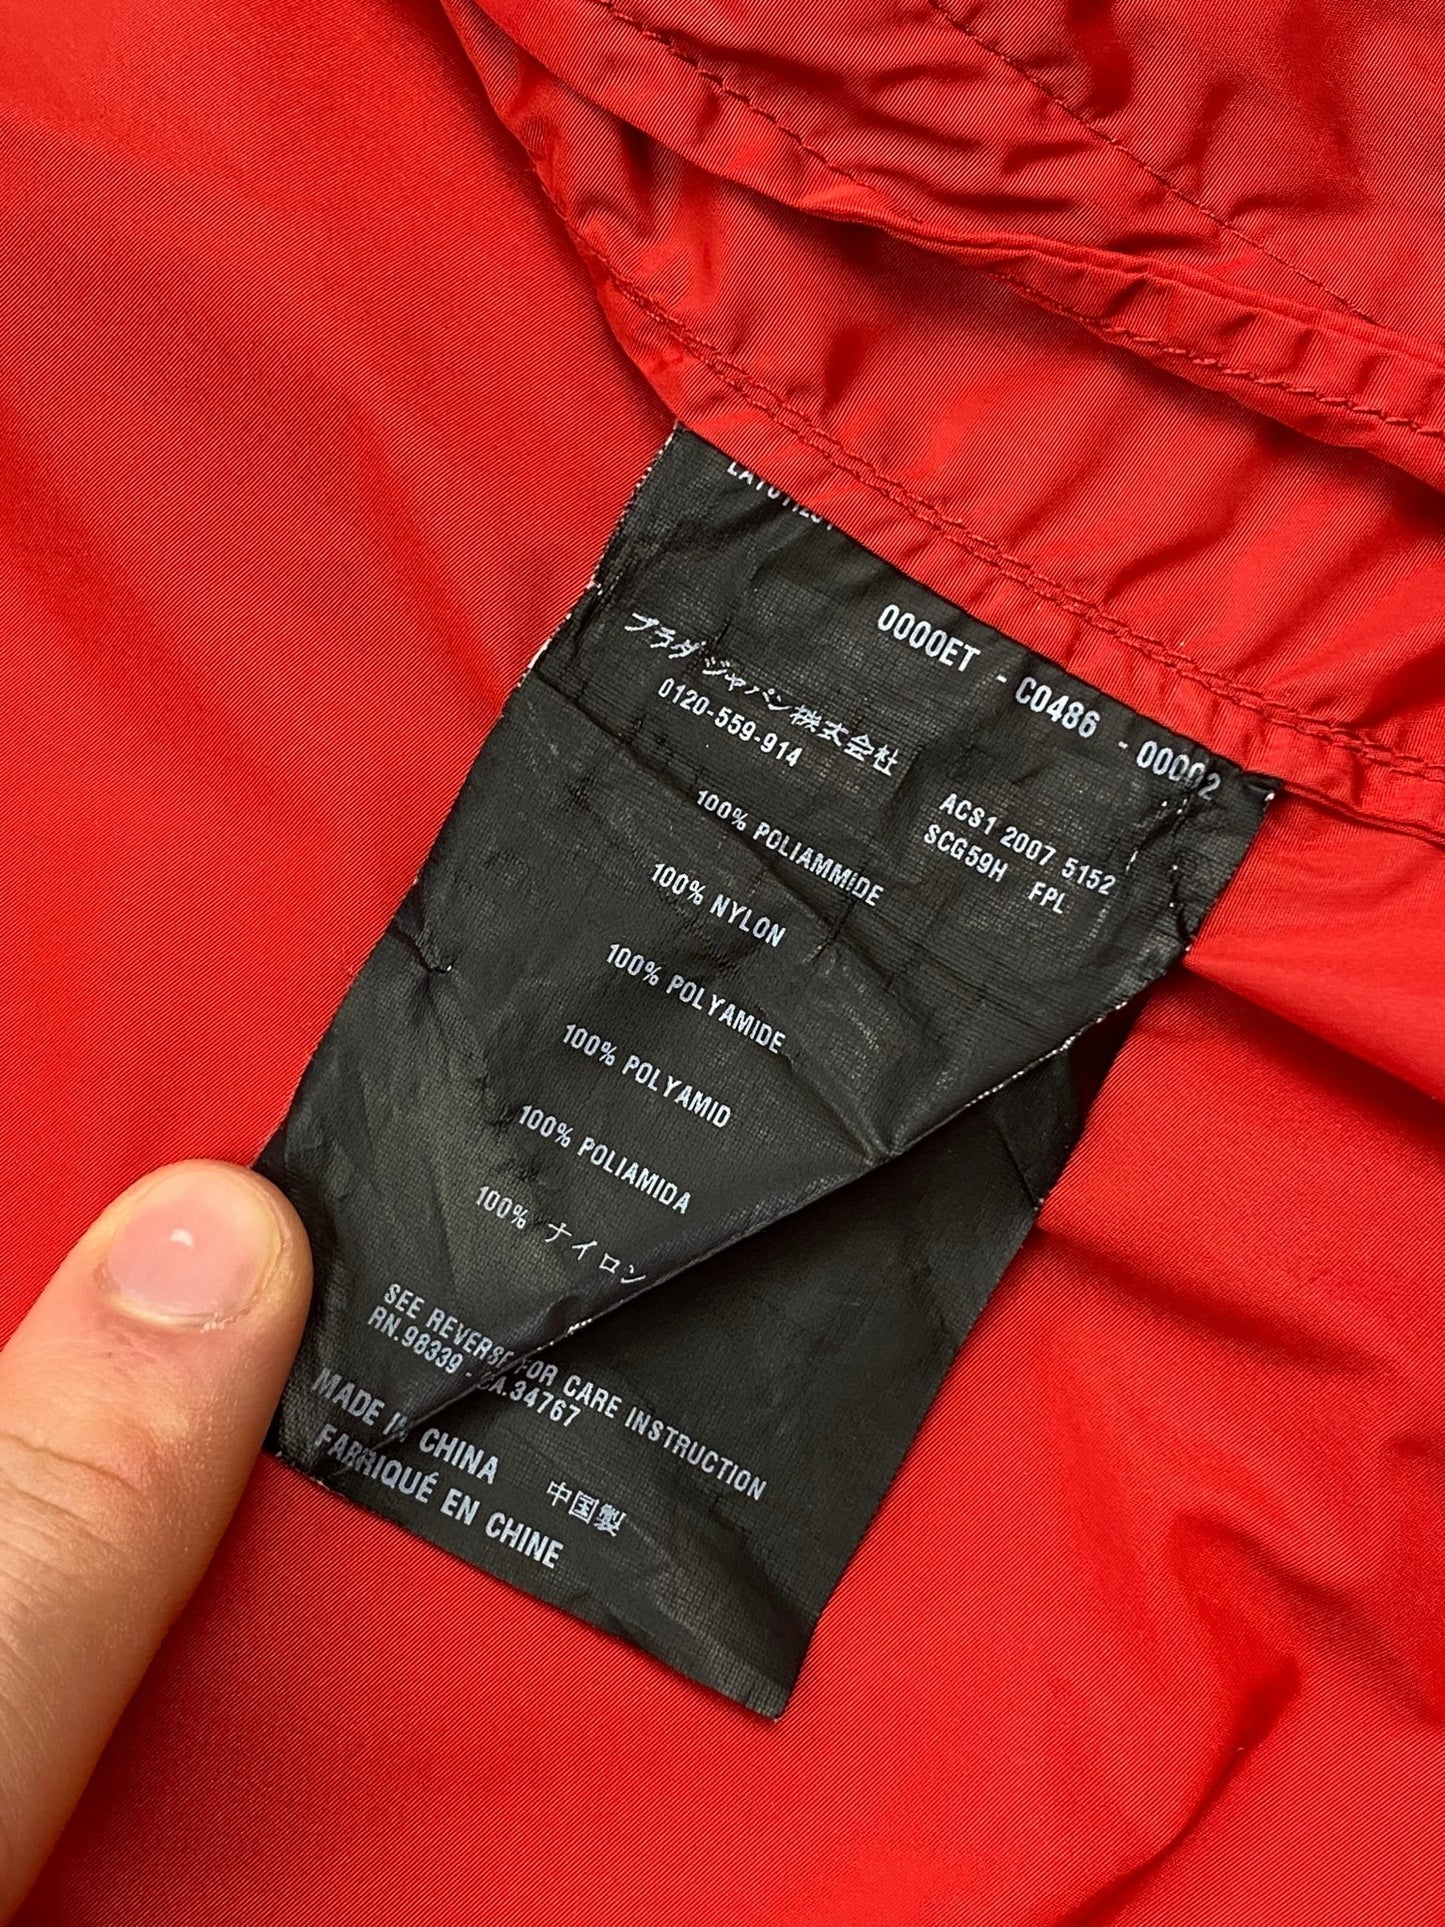 0000ET - C0486 - 00002
プラダ ジャパン株式会社
0120-559-914
ACS1 2007 5152
SCG59H FPL
100% POLIAMMIDE
100% NYLON
100% POLYAMIDE
100% POLYAMID
100% POLIAMIDA
100% ナイロン
SEE REVERSE FOR CARE INSTRUCTION
RN.98339 - CA.34767
MADE IN CHINA 中国製
FABRIQUÉ EN CHINE